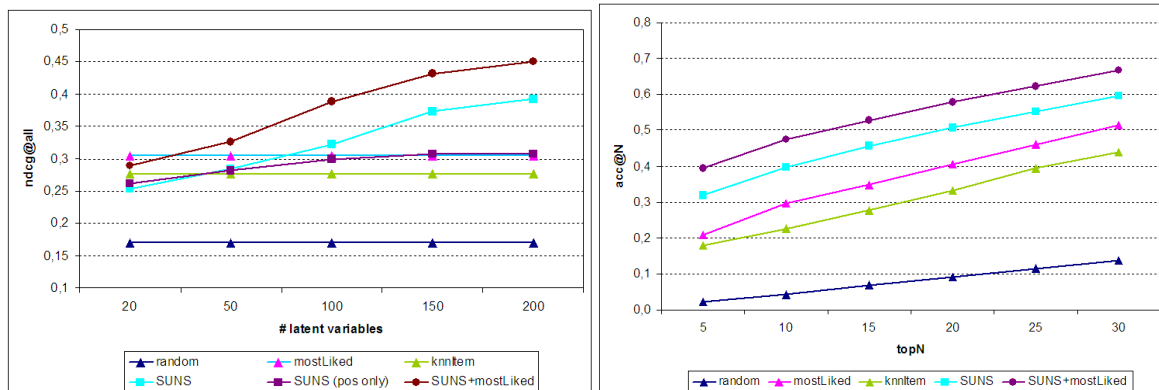 ndcg@all
0,5
0,45
0,4
0,35
0,3
0,25
0,2
0,15
0,1
20 50 100 150 200
# latent variables
random mostLiked knnItem
SUNS SUNS (pos only) SUNS+mostLiked
acc@N
0,8
0,7
0,6
0,5
0,4
0,3
0,2
0,1
0,0
5 10 15 20 25 30
topN
random mostLiked knnItem SUNS SUNS+mostLiked